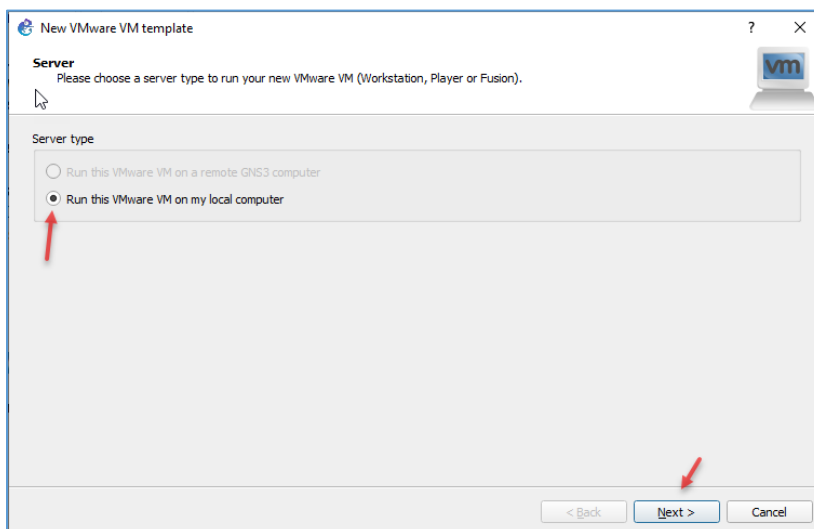 New VMware VM template
?
Server
Please choose a server type to run your new VMware VM (Workstation, Player or Fusion).
vm
Server type
Run this VMware VM on a remote GNS3 computer
Run this VMware VM on my local computer
< Back
Next >
Cancel